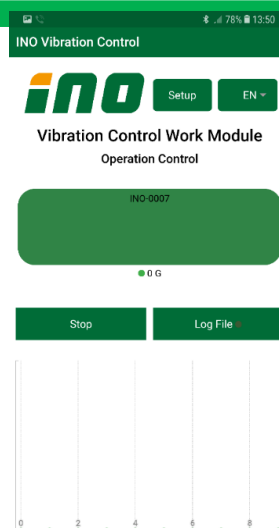 78% 13:50
INO Vibration Control
ino
Setup
EN
Vibration Control Work Module
Operation Control
INO-0007
0 G
Stop
Log File
0 2 4 6 8